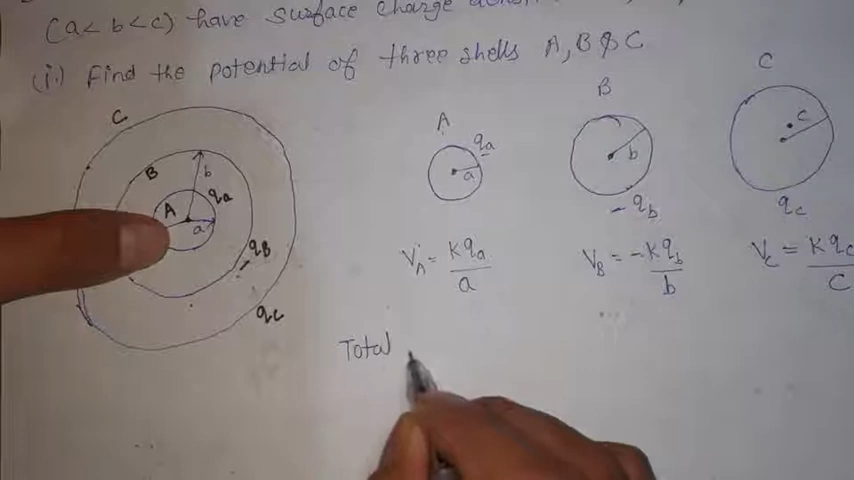 (a < b < c) have surface charge
(i.) Find the potential of three shells A, B & C
C
B
b
A
qa
a
qB
-
qC
A
qa
a
B
b
- qb
C
c
qc
VA = Kqa/a
VB = -Kqb/b
VC = Kqc/C
Total